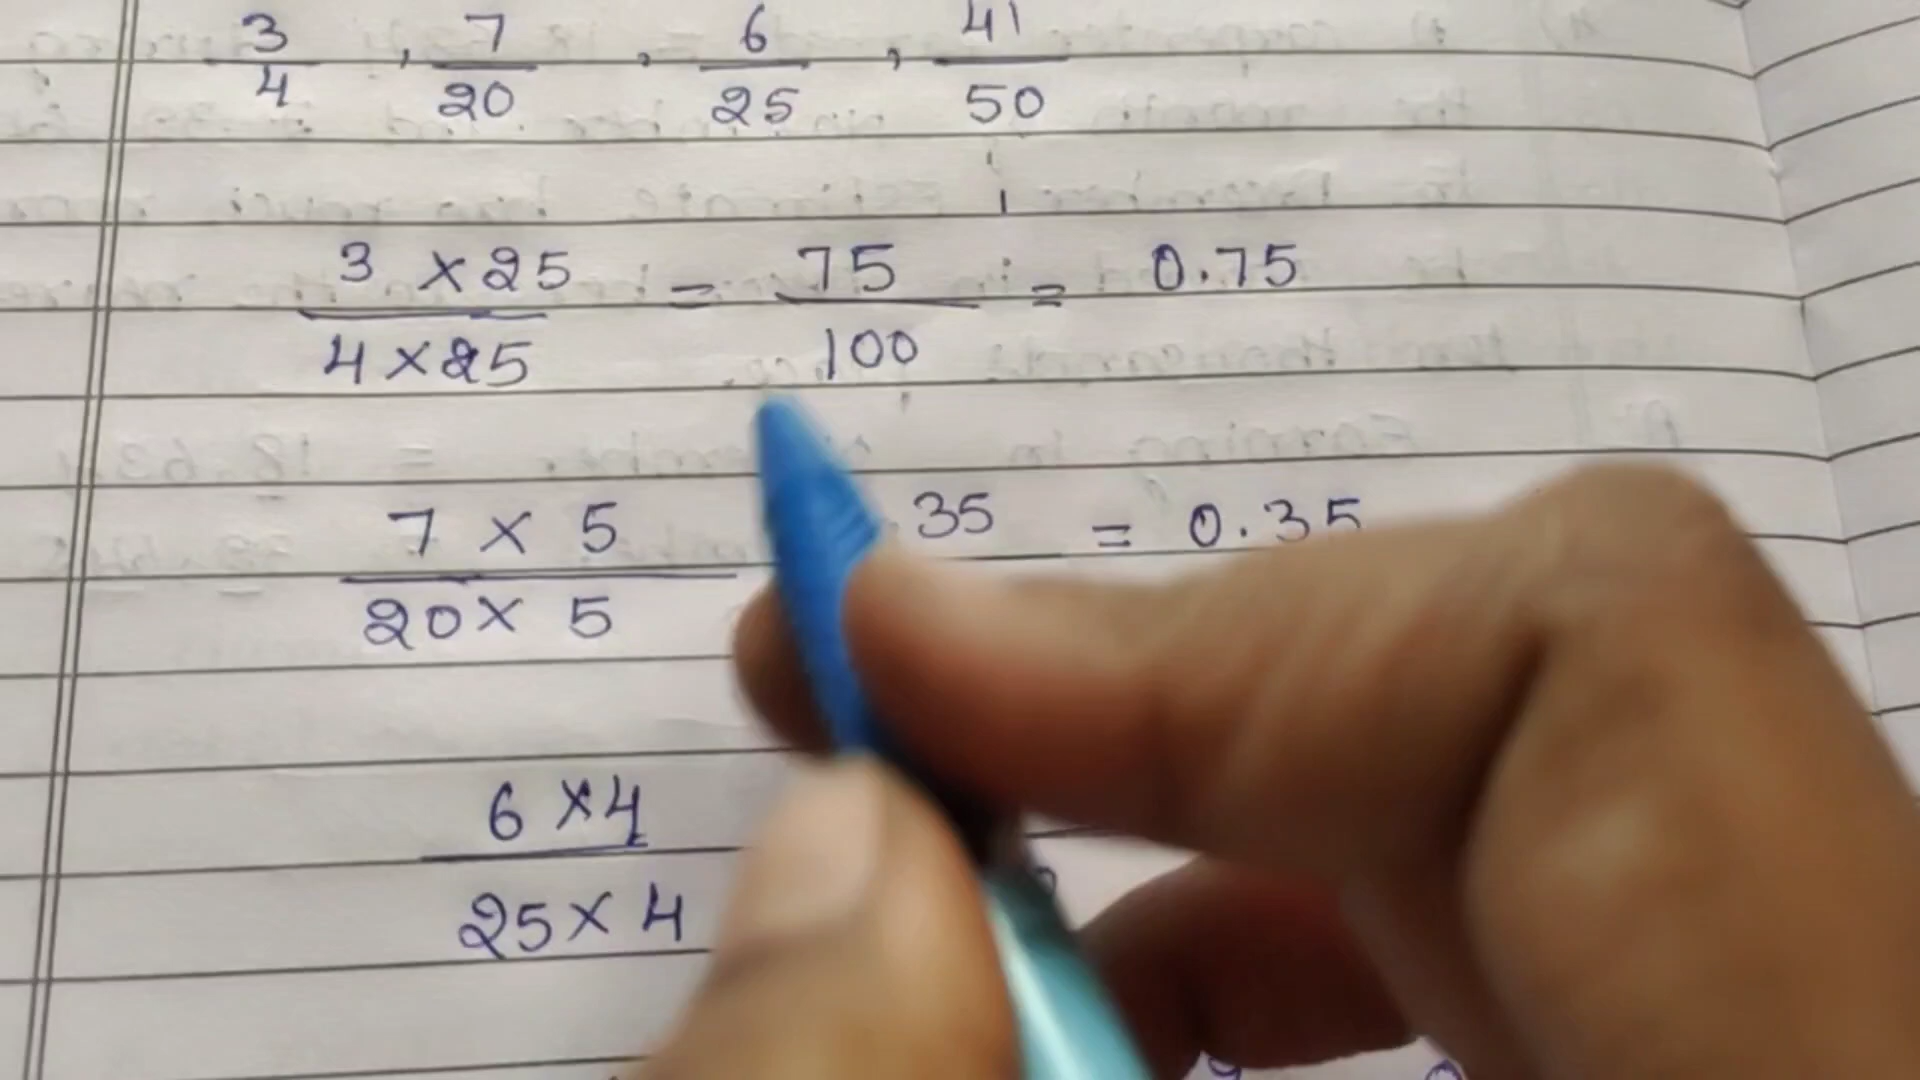 3/4 , 7/20 , 6/25 , 41/50
3 × 25 / 4 × 25 = 75/100 = 0.75
7 × 5 / 20 × 5 35 = 0.35
6 × 4 / 25 × 4